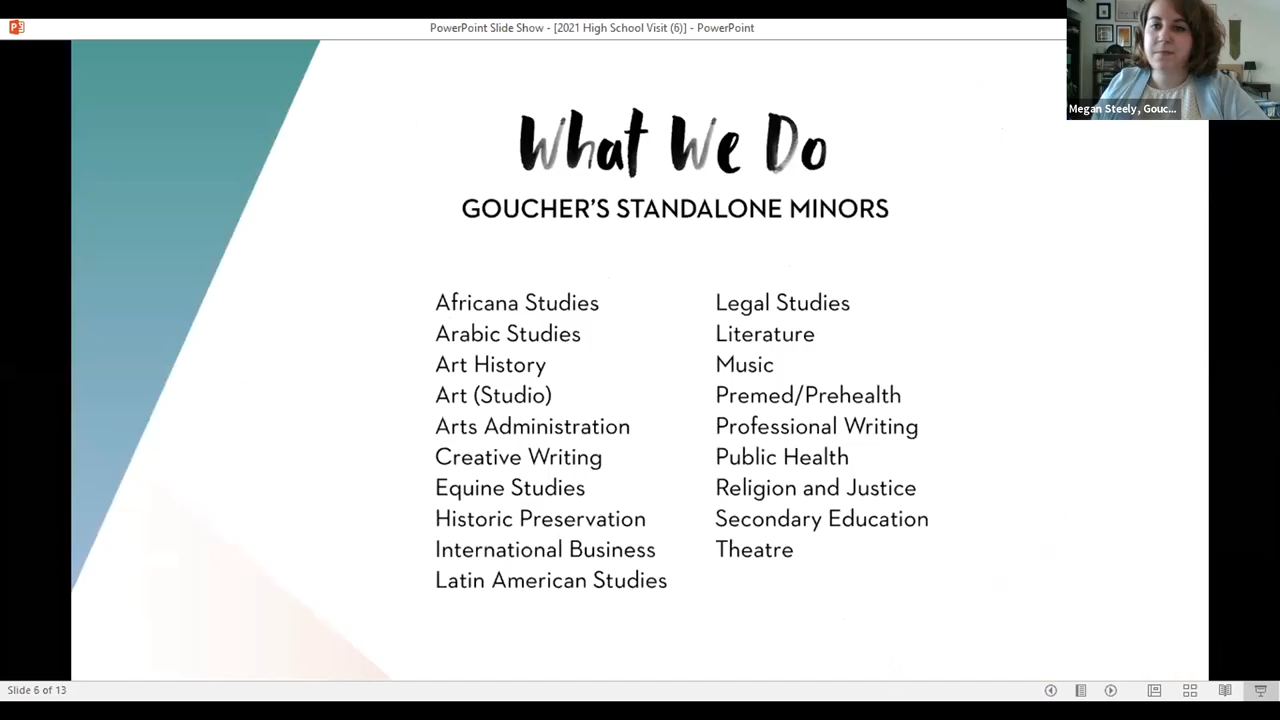 PowerPoint Slide Show - [2021 High School Visit (6)] - PowerPoint
Megan Steely, Gouc...
What We Do
GOUCHER'S STANDALONE MINORS
Africana Studies
Arabic Studies
Art History
Art (Studio)
Arts Administration
Creative Writing
Equine Studies
Historic Preservation
International Business
Latin American Studies
Legal Studies
Literature
Music
Premed/Prehealth
Professional Writing
Public Health
Religion and Justice
Secondary Education
Theatre
Slide 6 of 13